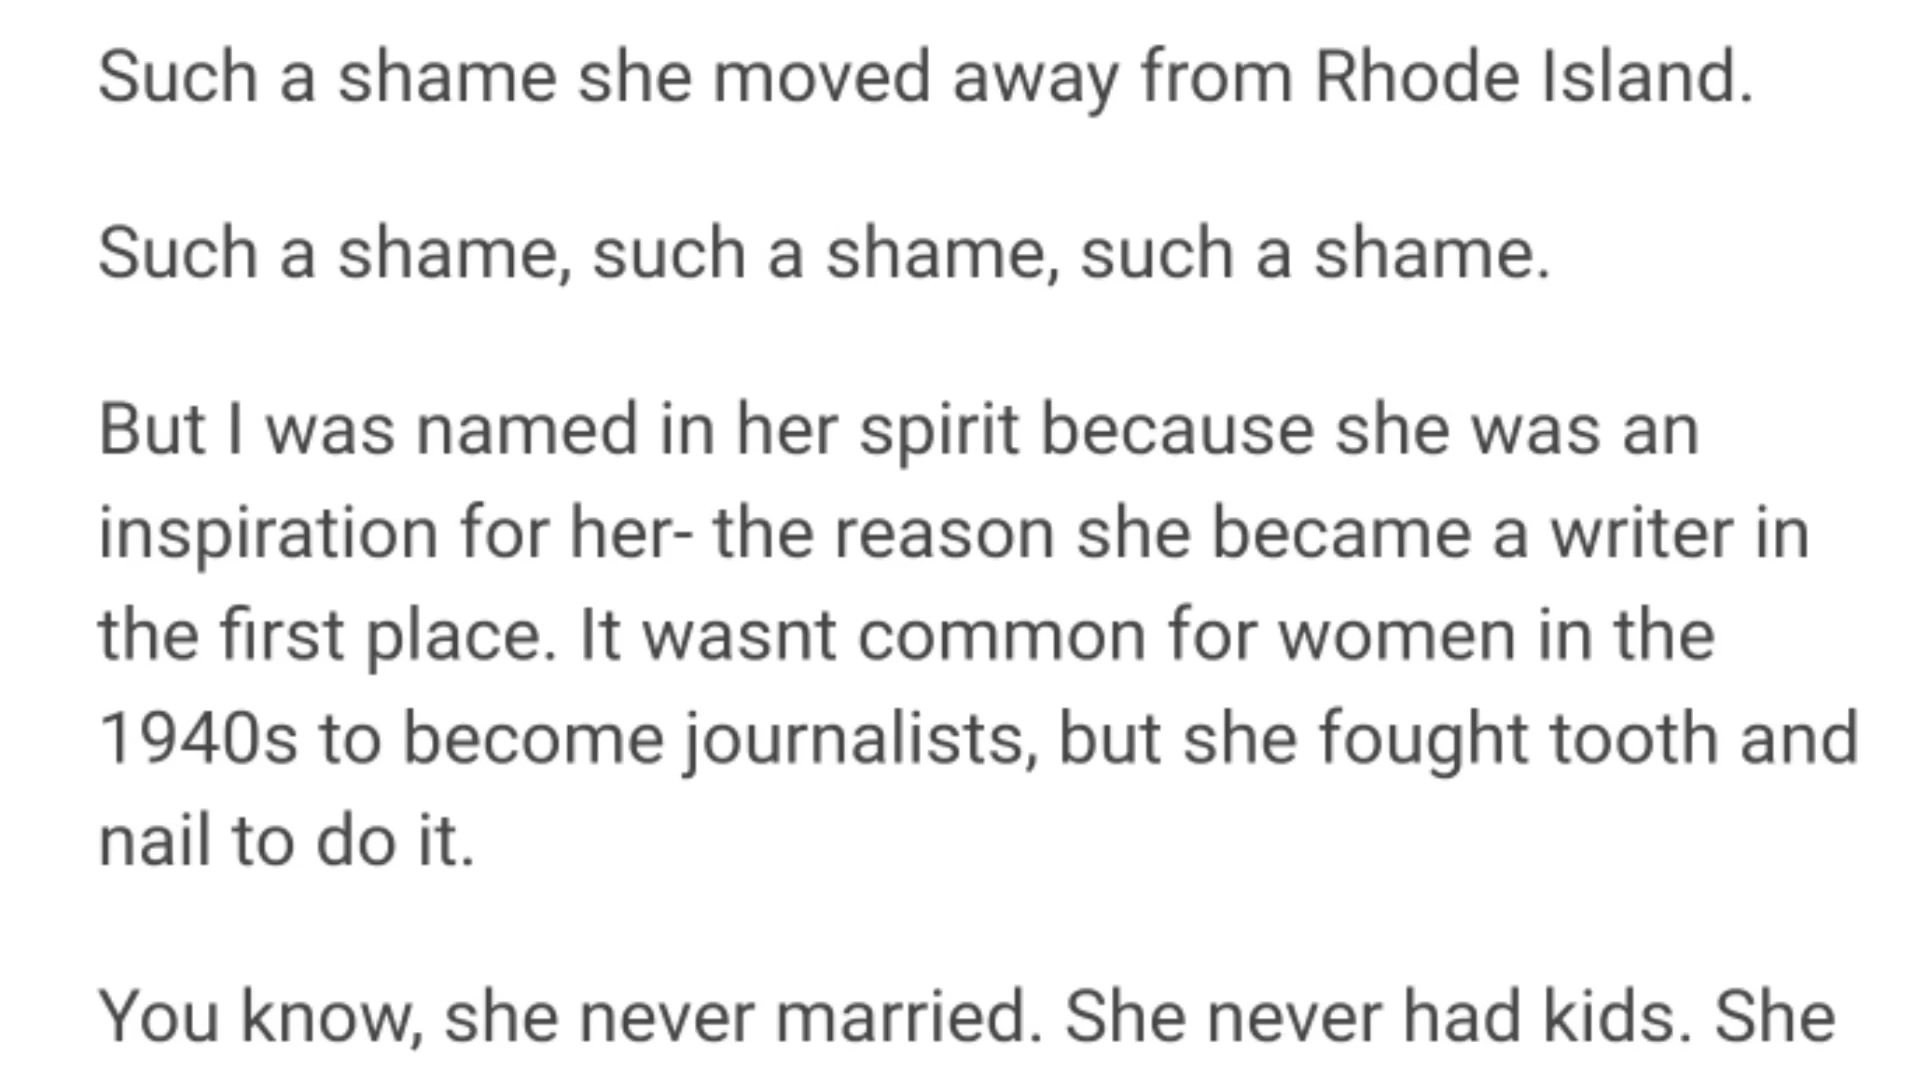 Such a shame she moved away from Rhode Island.
Such a shame, such a shame, such a shame.
But I was named in her spirit because she was an
inspiration for her- the reason she became a writer in
the first place. It wasnt common for women in the
1940s to become journalists, but she fought tooth and
nail to do it.
You know, she never married. She never had kids. She